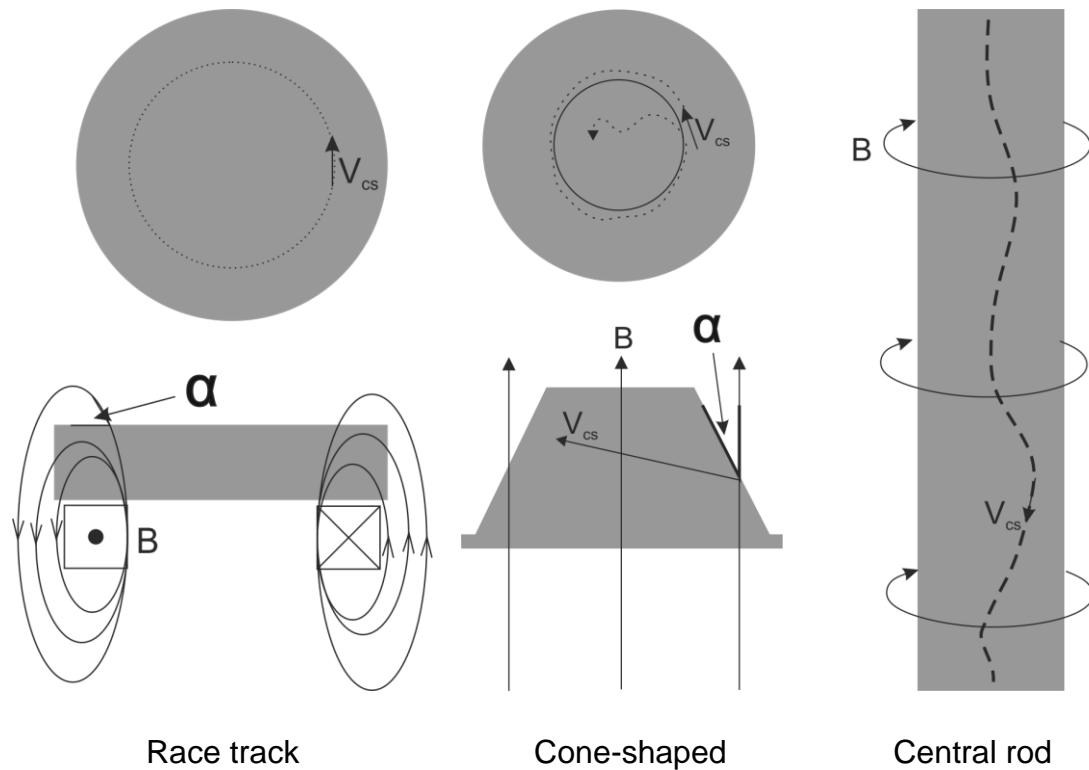 V cs
V cs
B
α
B
α
B
V cs
V cs
B
Race track
Cone-shaped
Central rod